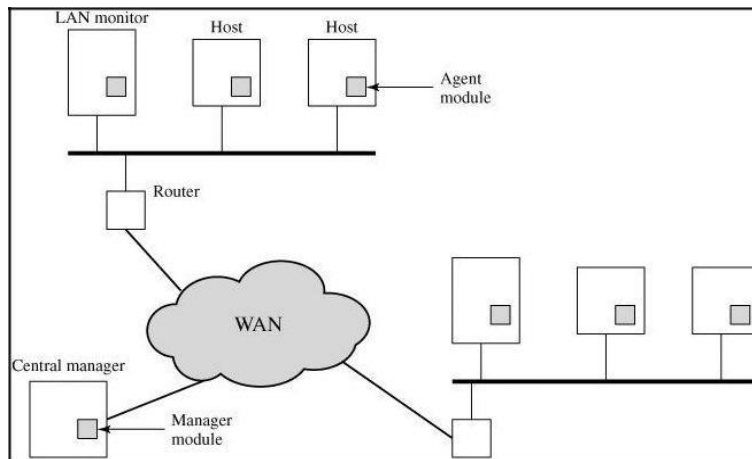 LAN monitor
Host
Host
Agent
module
Router
WAN
Central manager
Manager
module